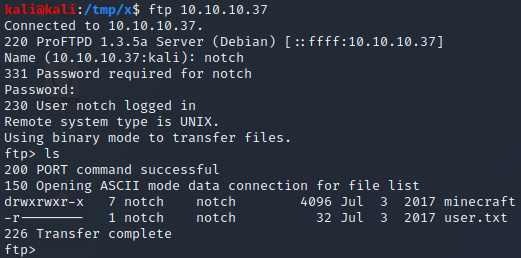 kali@kali:/tmp/x$ ftp 10.10.10.37
Connected to 10.10.10.37.
220 ProFTPD 1.3.5a Server (Debian) [::ffff:10.10.10.37]
Name (10.10.10.37:kali): notch
331 Password required for notch
Password:
230 User notch logged in
Remote system type is UNIX.
Using binary mode to transfer files.
ftp> ls
200 PORT command successful
150 Opening ASCII mode data connection for file list
drwxrwxr-x   7 notch    notch        4096 Jul  3  2017 minecraft
-r--------   1 notch    notch          32 Jul  3  2017 user.txt
226 Transfer complete
ftp>